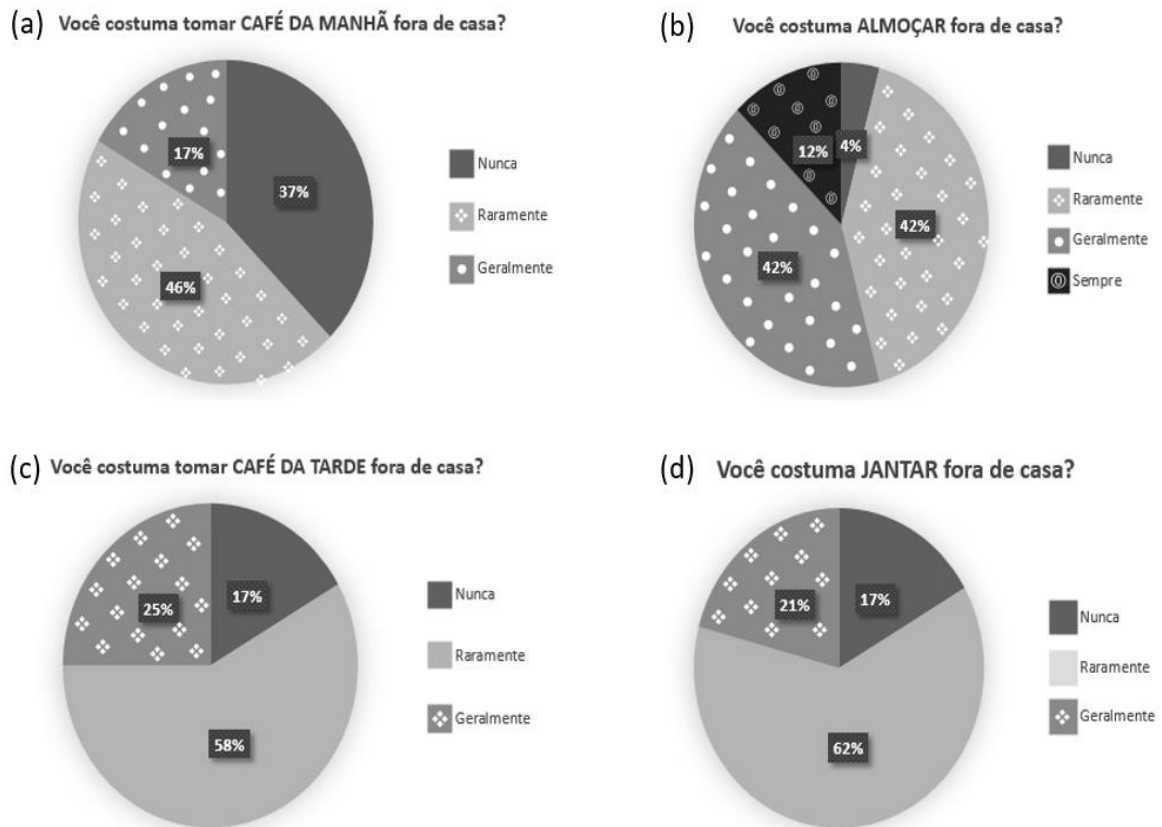 (a) Você costuma tomar CAFÉ DA MANHÃ fora de casa?
17%
37%
46%
Nunca
Raramente
Geralmente
(b) Você costuma ALMOÇAR fora de casa?
12%
4%
42%
42%
Nunca
Raramente
Geralmente
Sempre
(c) Você costuma tomar CAFÉ DA TARDE fora de casa?
25%
17%
58%
Nunca
Raramente
Geralmente
(d) Você costuma JANTAR fora de casa?
21%
17%
62%
Nunca
Raramente
Geralmente